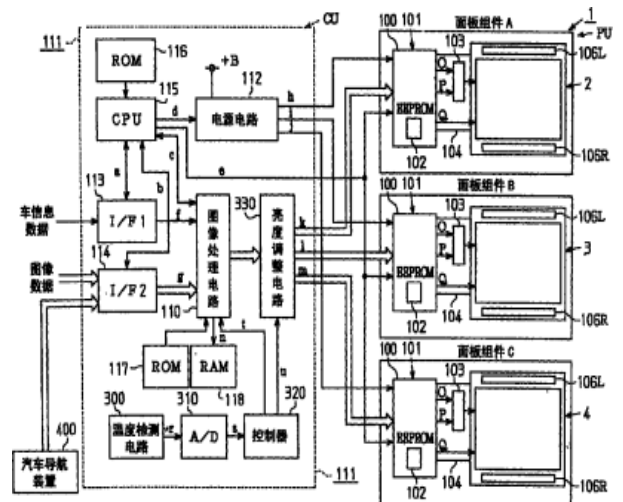 111
CU
1
PU
ROM
116
+B
115
112
CPU
d
电源电路
h
i
j
a
c
b
e
113
330
车信息
数据
I/F1
f
图像处理电路
亮度调整电路
k
l
m
114
图像
数据
I/F2
g
110
n
t
u
117
ROM
RAM
118
300
310
320
温度检测
电路
r
A/D
s
控制器
400
汽车导航
装置
111
面板组件 A
100
101
103
106L
O
P
Q
EEPROM
102
104
2
106R
面板组件 B
100
101
103
106L
O
P
Q
EEPROM
102
104
3
106R
面板组件 C
100
101
103
106L
O
P
Q
EEPROM
102
104
4
106R